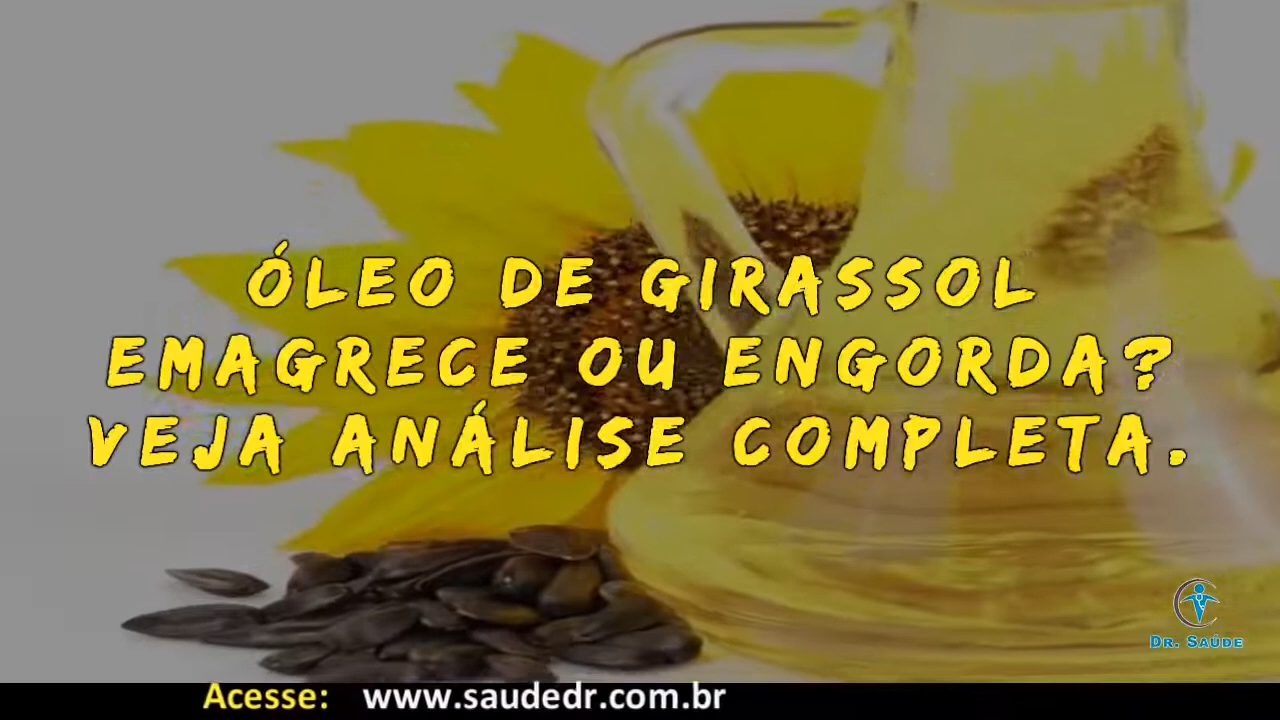 ÓLEO DE GIRASSOL
EMAGRECE OU ENGORDA?
VEJA ANÁLISE COMPLETA.
DR. SAÚDE
Acesse: www.saudedr.com.br